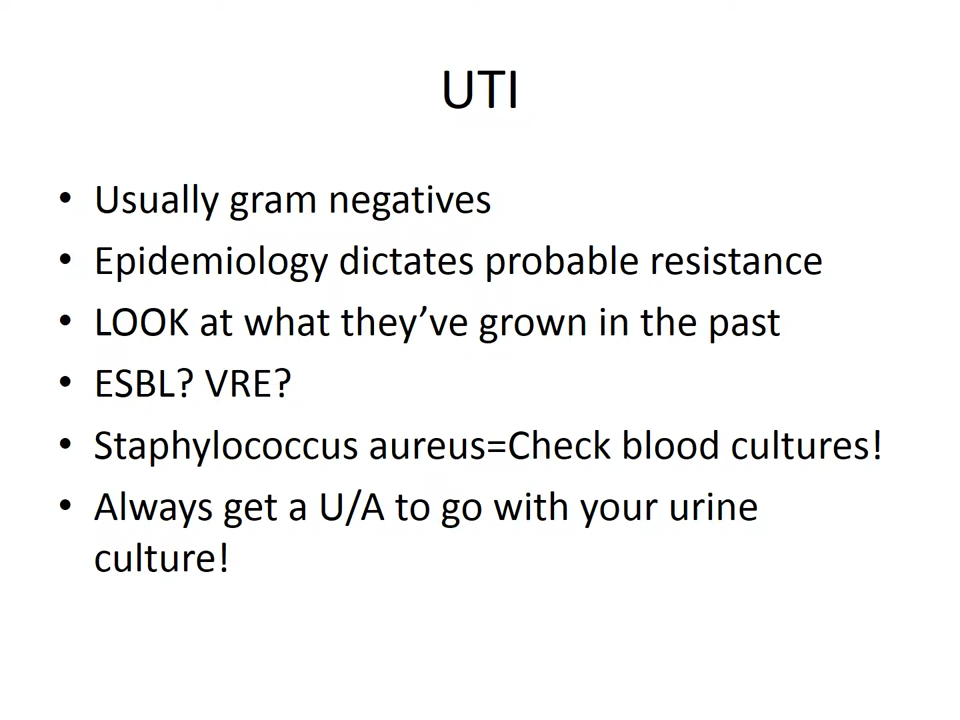 UTI
• Usually gram negatives
• Epidemiology dictates probable resistance
• LOOK at what they’ve grown in the past
• ESBL? VRE?
• Staphylococcus aureus=Check blood cultures!
• Always get a U/A to go with your urine
culture!